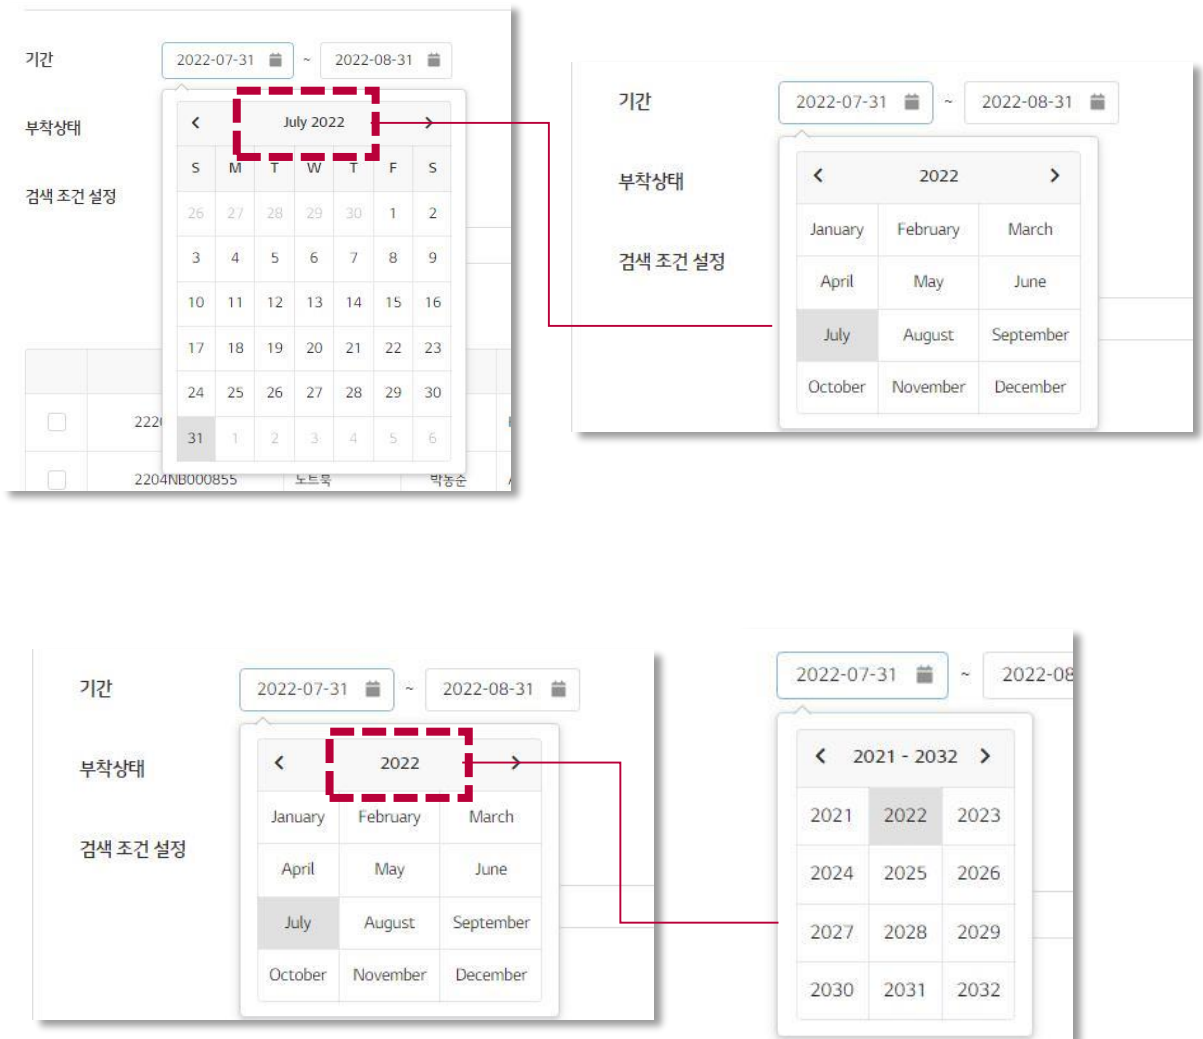 기간 2022-07-31 ~ 2022-08-31
부착상태
검색 조건 설정
July 2022
S M T W T F S
26 27 28 29 30 1 2
3 4 5 6 7 8 9
10 11 12 13 14 15 16
17 18 19 20 21 22 23
24 25 26 27 28 29 30
31 1 2 3 4 5 6
2204NB000855 노트북 박동준
기간 2022-07-31 ~ 2022-08-31
부착상태
검색 조건 설정
2022
January February March
April May June
July August September
October November December
기간 2022-07-31 ~ 2022-08-31
부착상태
검색 조건 설정
2022
January February March
April May June
July August September
October November December
2022-07-31 ~ 2022-08
2021 - 2032
2021 2022 2023
2024 2025 2026
2027 2028 2029
2030 2031 2032